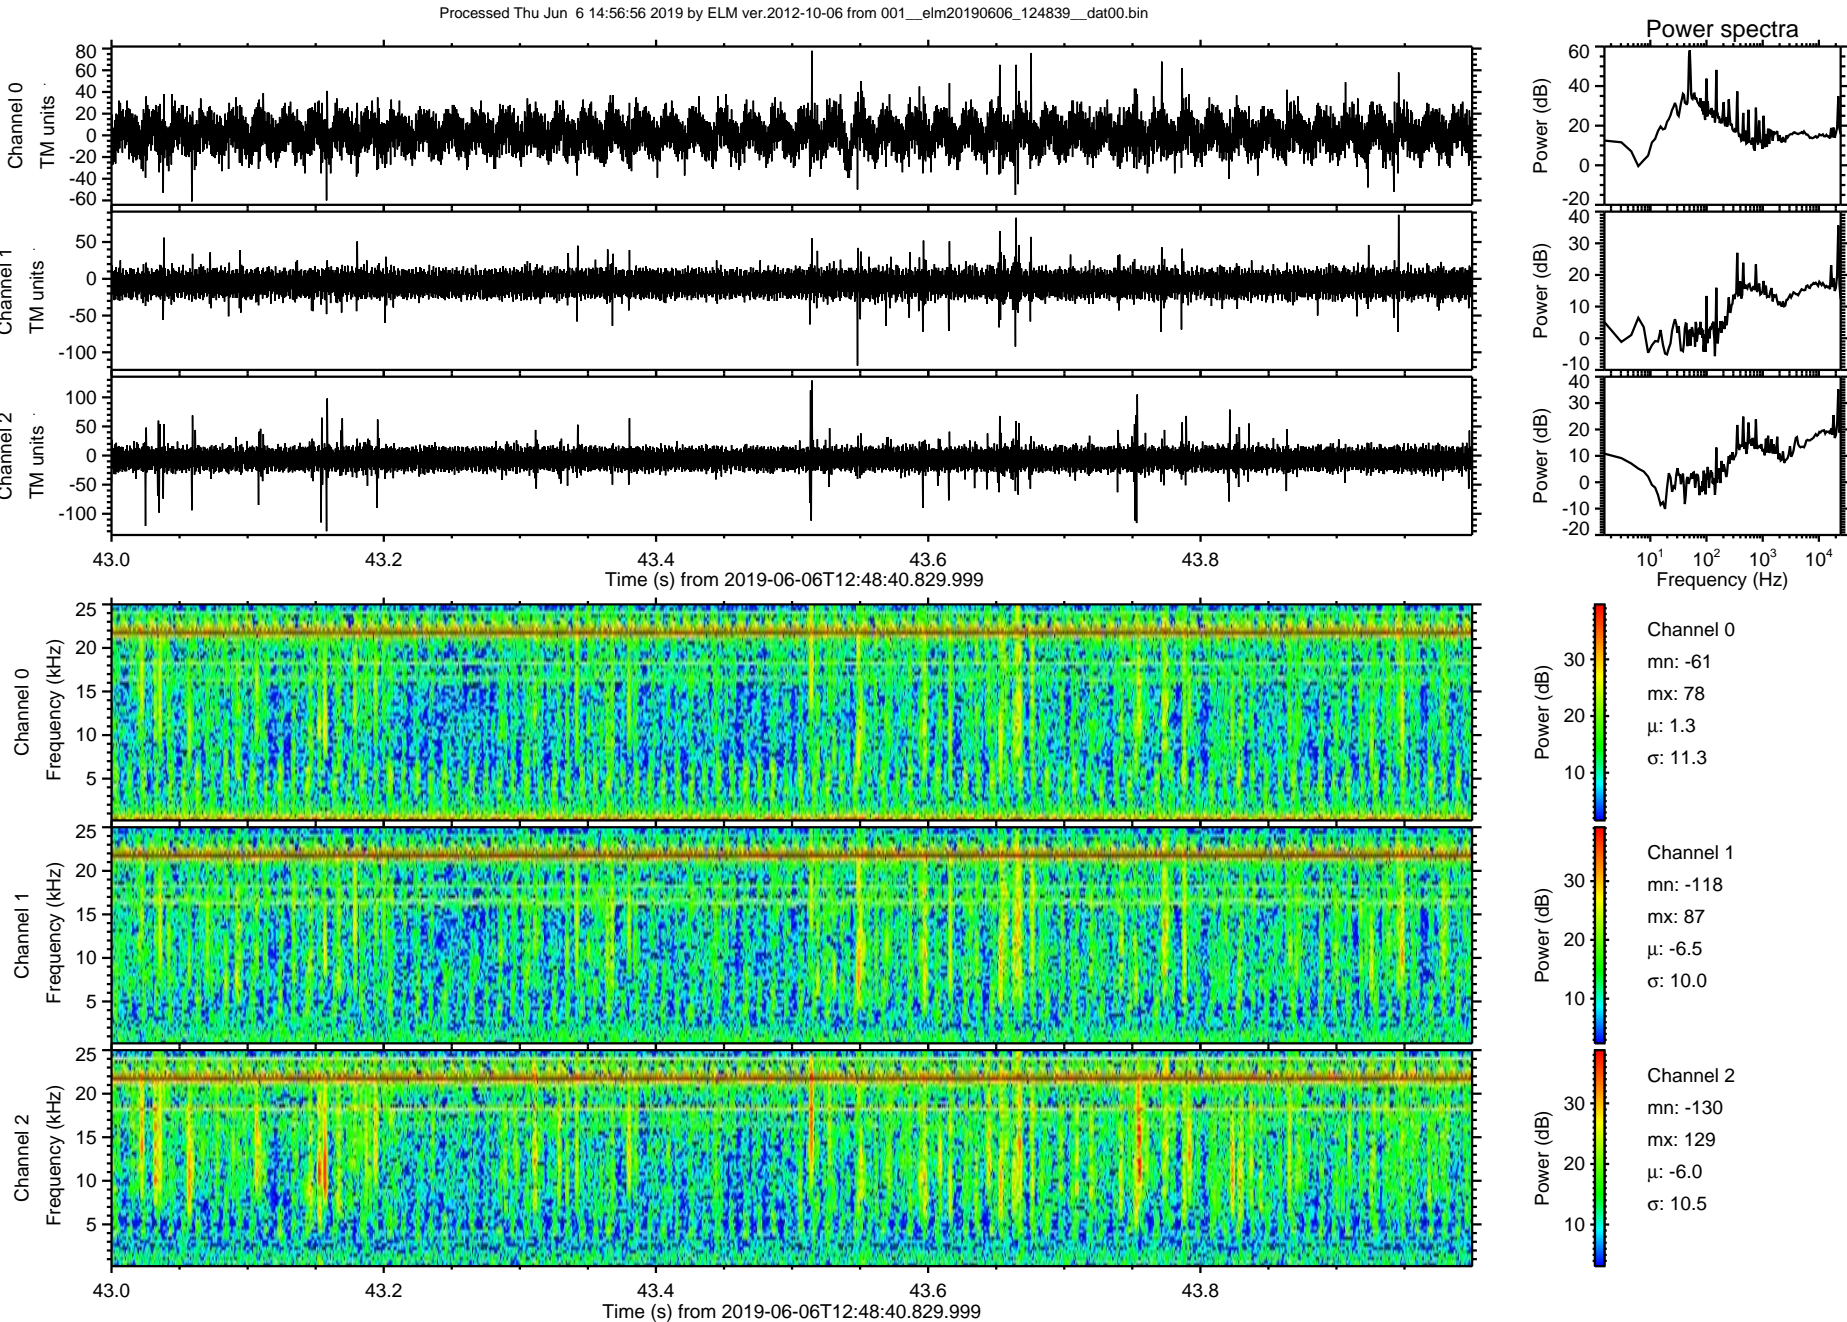 Processed Thu Jun  6 14:56:56 2019 by ELM ver.2012-10-06 from 001__elm20190606_124839__dat00.bin
Power spectra
Channel 0
TM units
80
60
40
20
0
-20
-40
-60
Power (dB)
60
40
20
0
-20
Channel 1
TM units
50
0
-50
-100
Power (dB)
40
30
20
10
0
-10
Channel 2
TM units
100
50
0
-50
-100
Power (dB)
40
30
20
10
0
-10
-20
43.0 43.2 43.4 43.6 43.8
Time (s) from 2019-06-06T12:48:40.829.999
10¹ 10² 10³ 10⁴
Frequency (Hz)
Channel 0
Frequency (kHz)
25
20
15
10
5
Power (dB)
30
20
10
Channel 0
mn: -61
mx: 78
μ: 1.3
σ: 11.3
Channel 1
Frequency (kHz)
25
20
15
10
5
Power (dB)
30
20
10
Channel 1
mn: -118
mx: 87
μ: -6.5
σ: 10.0
Channel 2
Frequency (kHz)
25
20
15
10
5
Power (dB)
30
20
10
Channel 2
mn: -130
mx: 129
μ: -6.0
σ: 10.5
43.0 43.2 43.4 43.6 43.8
Time (s) from 2019-06-06T12:48:40.829.999